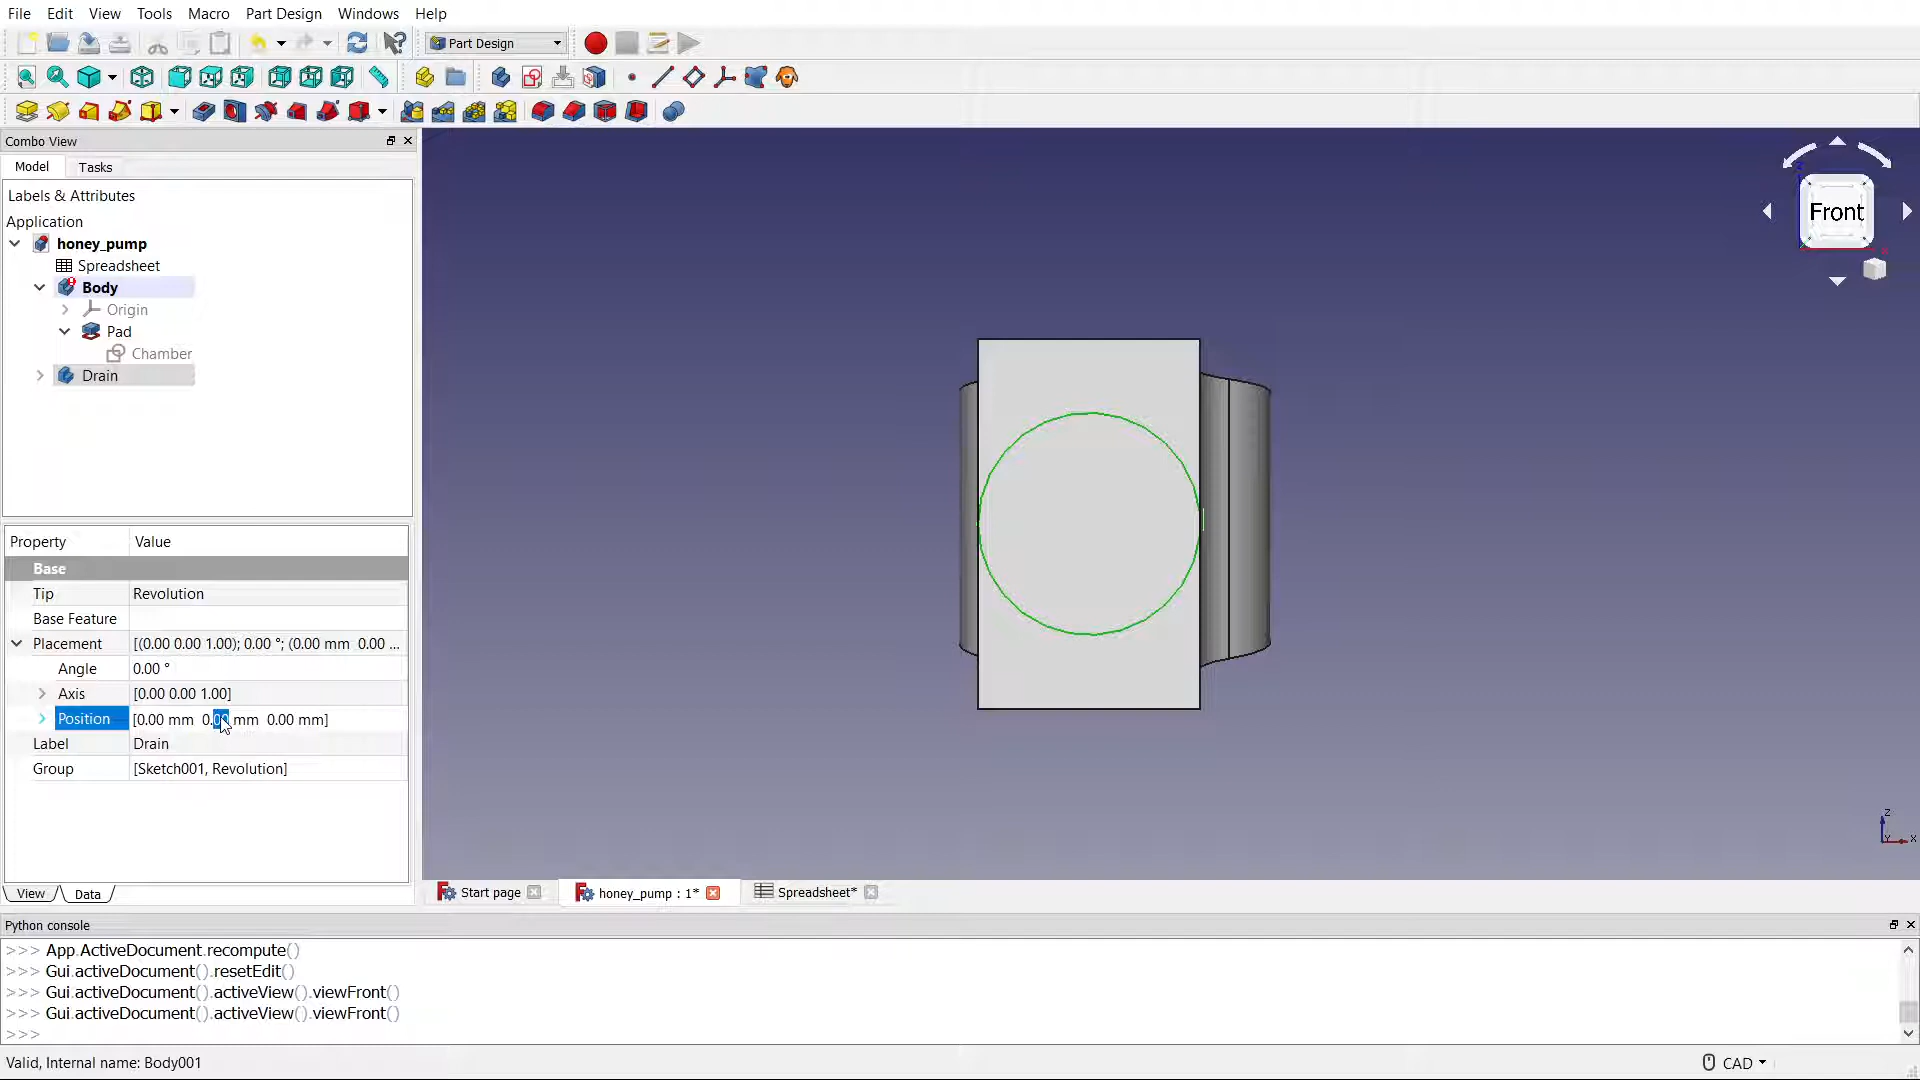 File Edit View Tools Macro Part Design Windows Help
Part Design
Combo View
Model Tasks
Labels & Attributes
Application
honey_pump
Spreadsheet
Body
Origin
Pad
Chamber
Drain
Property Value
Base
Tip Revolution
Base Feature
Placement [(0.00 0.00 1.00); 0.00 °; (0.00 mm 0.00 ...
Angle 0.00 °
Axis [0.00 0.00 1.00]
Position [0.00 mm 0.00 mm 0.00 mm]
Label Drain
Group [Sketch001, Revolution]
View Data
Front
Z
X
Start page honey_pump : 1* Spreadsheet*
Python console
>>> App.ActiveDocument.recompute()
>>> Gui.activeDocument().resetEdit()
>>> Gui.activeDocument().activeView().viewFront()
>>> Gui.activeDocument().activeView().viewFront()
>>>
Valid, Internal name: Body001 CAD